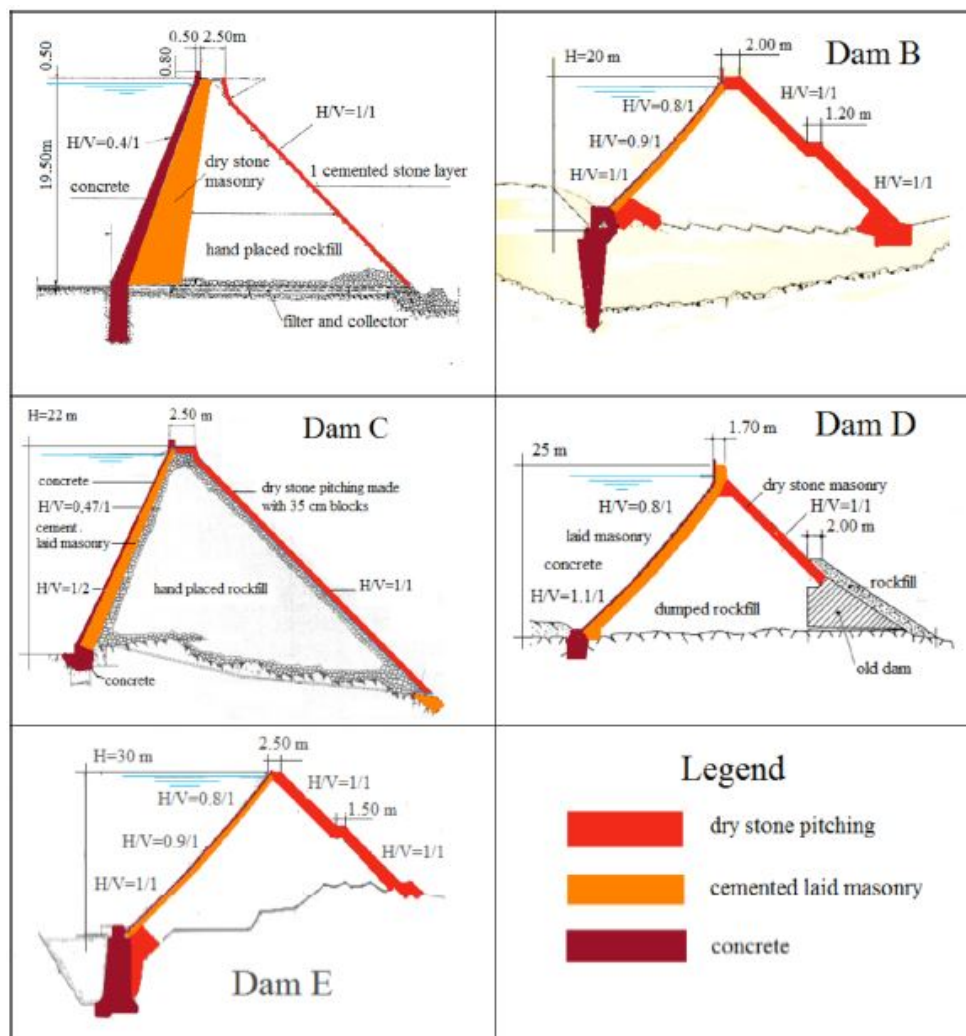 0.50 2.50m
0.50
0.80
H/V=0.4/1
H/V=1/1
19.50m
dry stone
masonry
1 cemented stone layer
concrete
hand placed rockfill
filter and collector
Dam B
2.00 m
H=20 m
H/V=0.8/1
H/V=1/1
1.20 m
H/V=0.9/1
H/V=1/1
H/V=1/1
Dam C
H=22 m
2.50 m
concrete
H/V=0,47/1
cement.
laid masonry
dry stone pitching made
with 35 cm blocks
H/V=1/2
hand placed rockfill
H/V=1/1
concrete
Dam D
1.70 m
25 m
dry stone masonry
H/V=0.8/1
H/V=1/1
laid masonry
2.00 m
concrete
rockfill
H/V=1.1/1
dumped rockfill
old dam
2.50 m
H=30 m
H/V=1/1
H/V=0.8/1
1.50 m
H/V=0.9/1
H/V=1/1
H/V=1/1
Dam E
Legend
dry stone pitching
cemented laid masonry
concrete